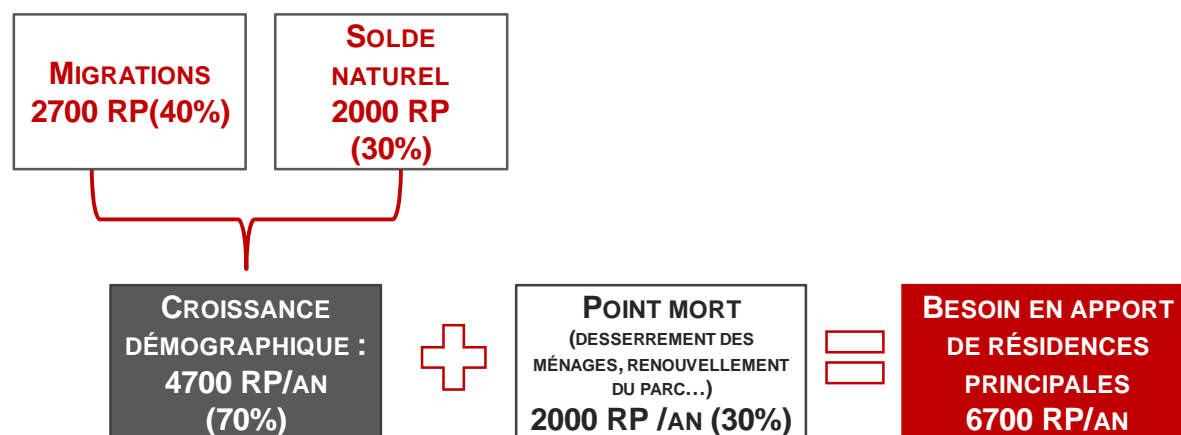 MIGRATIONS
2700 RP(40%)
SOLDE
NATUREL
2000 RP
(30%)
CROISSANCE
DÉMOGRAPHIQUE :
4700 RP/AN
(70%)
POINT MORT
(DESSERREMENT DES
MÉNAGES, RENOUVELLEMENT
DU PARC…)
2000 RP /AN (30%)
BESOIN EN APPORT
DE RÉSIDENCES
PRINCIPALES
6700 RP/AN